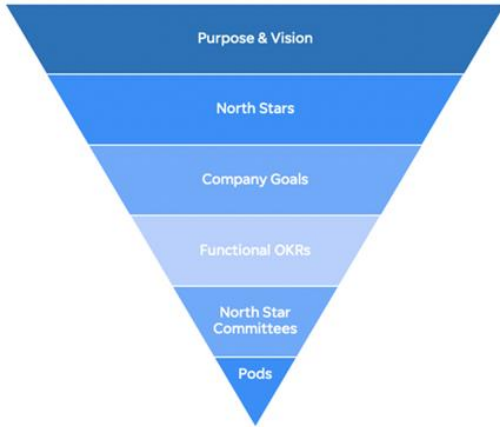 Purpose & Vision
North Stars
Company Goals
Functional OKRs
North Star
Committees
Pods